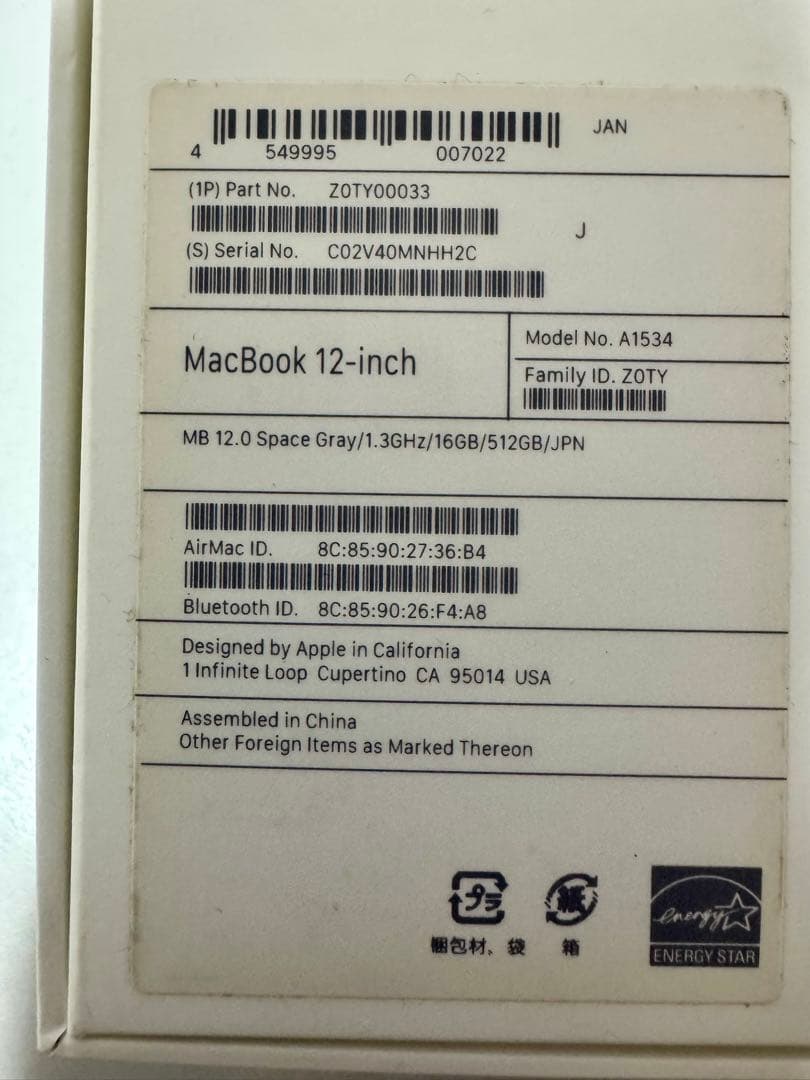 JAN
4 549995 007022
(1P) Part No. Z0TY00033
J
(S) Serial No. C02V40MNHH2C
MacBook 12-inch
Model No. A1534
Family ID. Z0TY
MB 12.0 Space Gray/1.3GHz/16GB/512GB/JPN
AirMac ID. 8C:85:90:27:36:B4
Bluetooth ID. 8C:85:90:26:F4:A8
Designed by Apple in California
1 Infinite Loop Cupertino CA 95014 USA
Assembled in China
Other Foreign Items as Marked Thereon
プラ 紙
梱包材、袋 箱
energy
ENERGY STAR